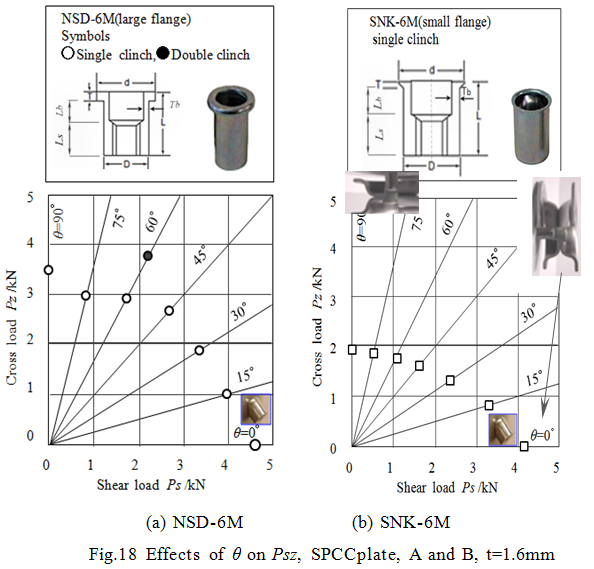 NSD-6M(large flange)
Symbols
Single clinch, Double clinch
d
Tb
Lb
L
Ls
D
SNK-6M(small flange)
single clinch
d
T
Tb
Lb
L
Ls
D
Cross load Pz /kN
5
4
3
2
1
0
θ=90°
75°
60°
45°
30°
15°
θ=0°
0 1 2 3 4 5
Shear load Ps /kN
Cross load Pz /kN
5
4
3
2
1
0
75°
60°
45°
30°
15°
θ=0°
0 1 2 3 4 5
Shear load Ps /kN
(a) NSD-6M
(b) SNK-6M
Fig.18 Effects of θ on Psz, SPCCplate, A and B, t=1.6mm